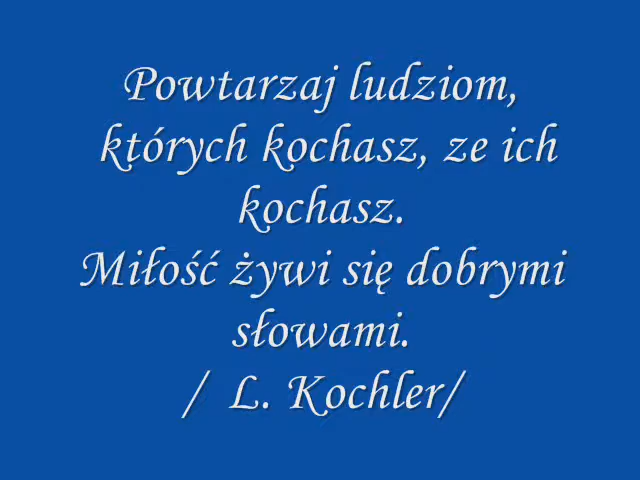 Powtarzaj ludziom,
których kochasz, ze ich
kochasz.
Miłość żywi się dobrymi
słowami.
/ L. Kochler/